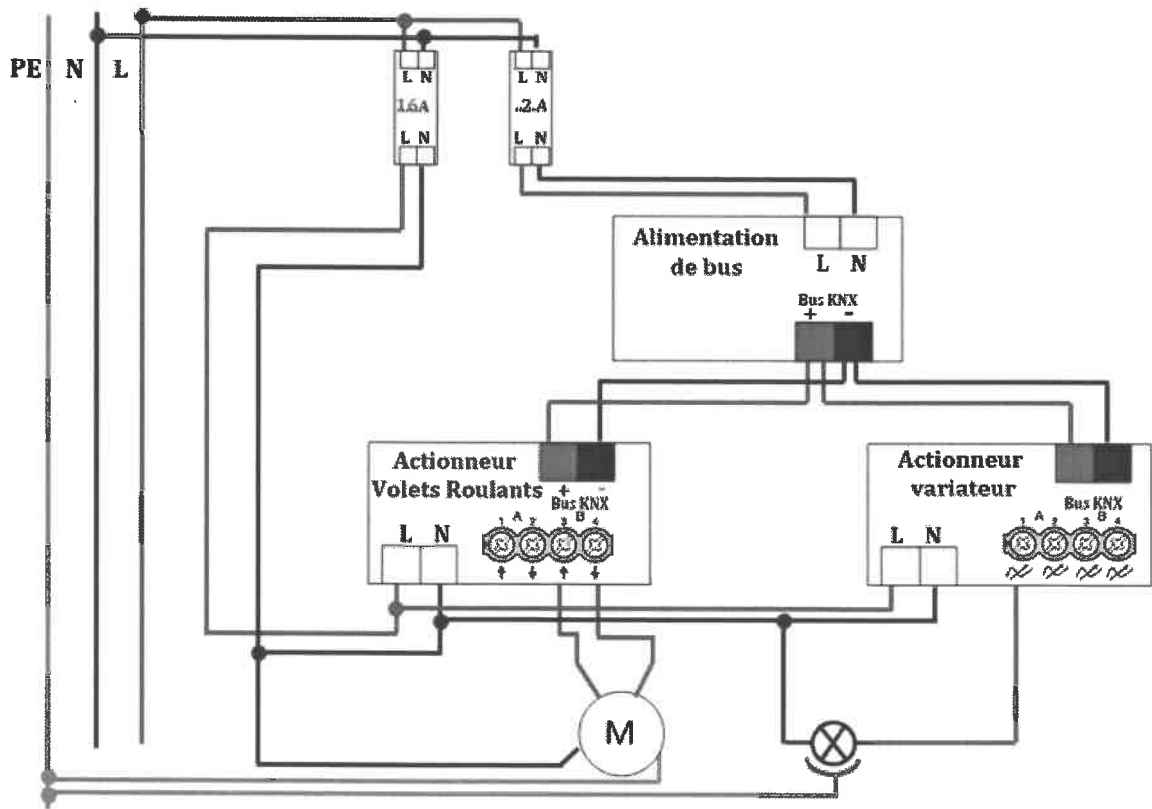 PE N L
L N
16A
L N
L N
..2.A
L N
Alimentation
de bus
L N
Bus KNX
+ -
Actionneur
Volets Roulants
+ -
Bus KNX
L N
1 A 2 3 B 4
Actionneur
variateur
Bus KNX
L N
1 A 2 3 B 4
M